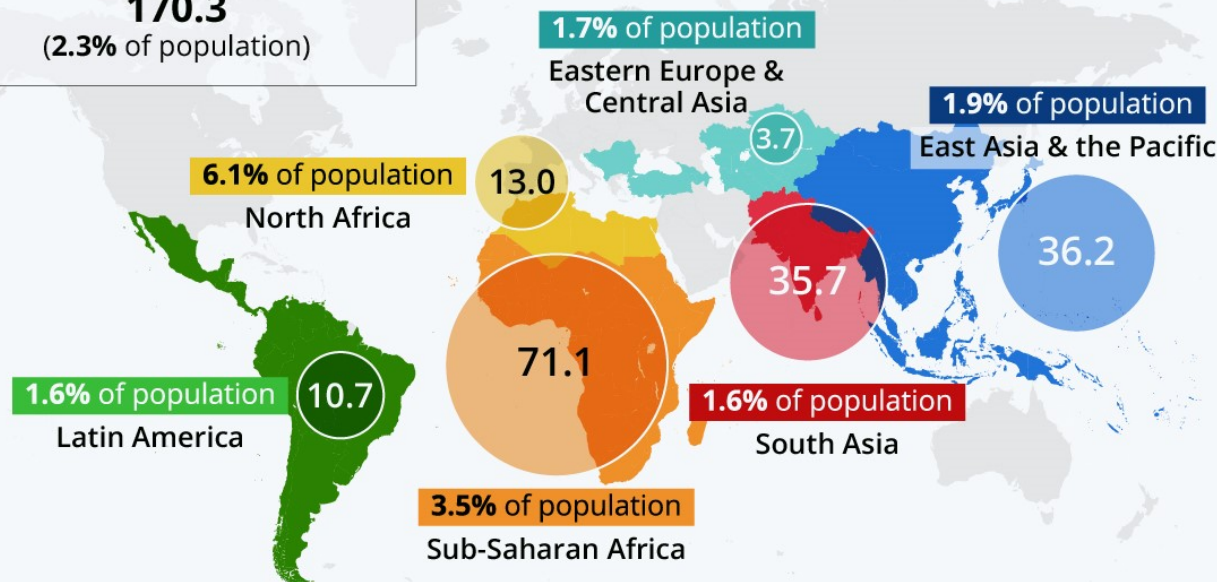 170.3
(2.3% of population)
1.7% of population
Eastern Europe &
Central Asia
3.7
1.9% of population
East Asia & the Pacific
36.2
6.1% of population
North Africa
13.0
35.7
71.1
1.6% of population
Latin America
10.7
1.6% of population
South Asia
3.5% of population
Sub-Saharan Africa